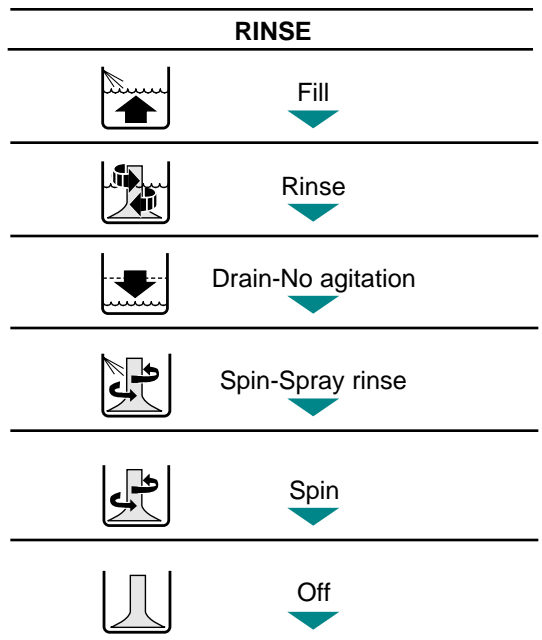 RINSE
Fill
Rinse
Drain-No agitation
Spin-Spray rinse
Spin
Off